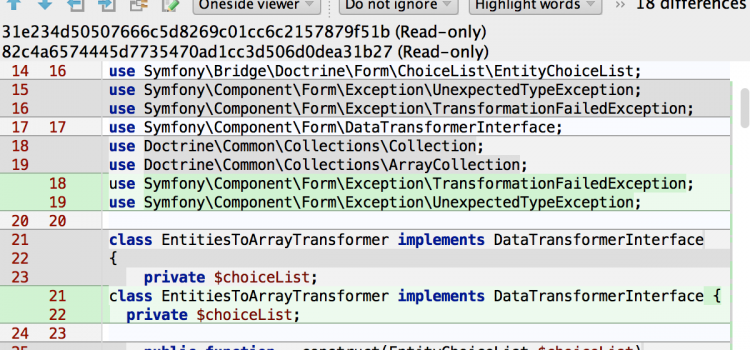 Oneside viewer Do not ignore Highlight words » 18 differences
31e234d50507666c5d8269c01cc6c2157879f51b (Read-only)
82c4a6574445d7735470ad1cc3d506d0dea31b27 (Read-only)
14 16 use Symfony\Bridge\Doctrine\Form\ChoiceList\EntityChoiceList;
15 use Symfony\Component\Form\Exception\UnexpectedTypeException;
16 use Symfony\Component\Form\Exception\TransformationFailedException;
17 17 use Symfony\Component\Form\DataTransformerInterface;
18 use Doctrine\Common\Collections\Collection;
19 use Doctrine\Common\Collections\ArrayCollection;
18 use Symfony\Component\Form\Exception\TransformationFailedException;
19 use Symfony\Component\Form\Exception\UnexpectedTypeException;
20 20
21 class EntitiesToArrayTransformer implements DataTransformerInterface
22 {
23 private $choiceList;
21 class EntitiesToArrayTransformer implements DataTransformerInterface {
22 private $choiceList;
24 23
public function construct(EntityChoiceList $choiceList)